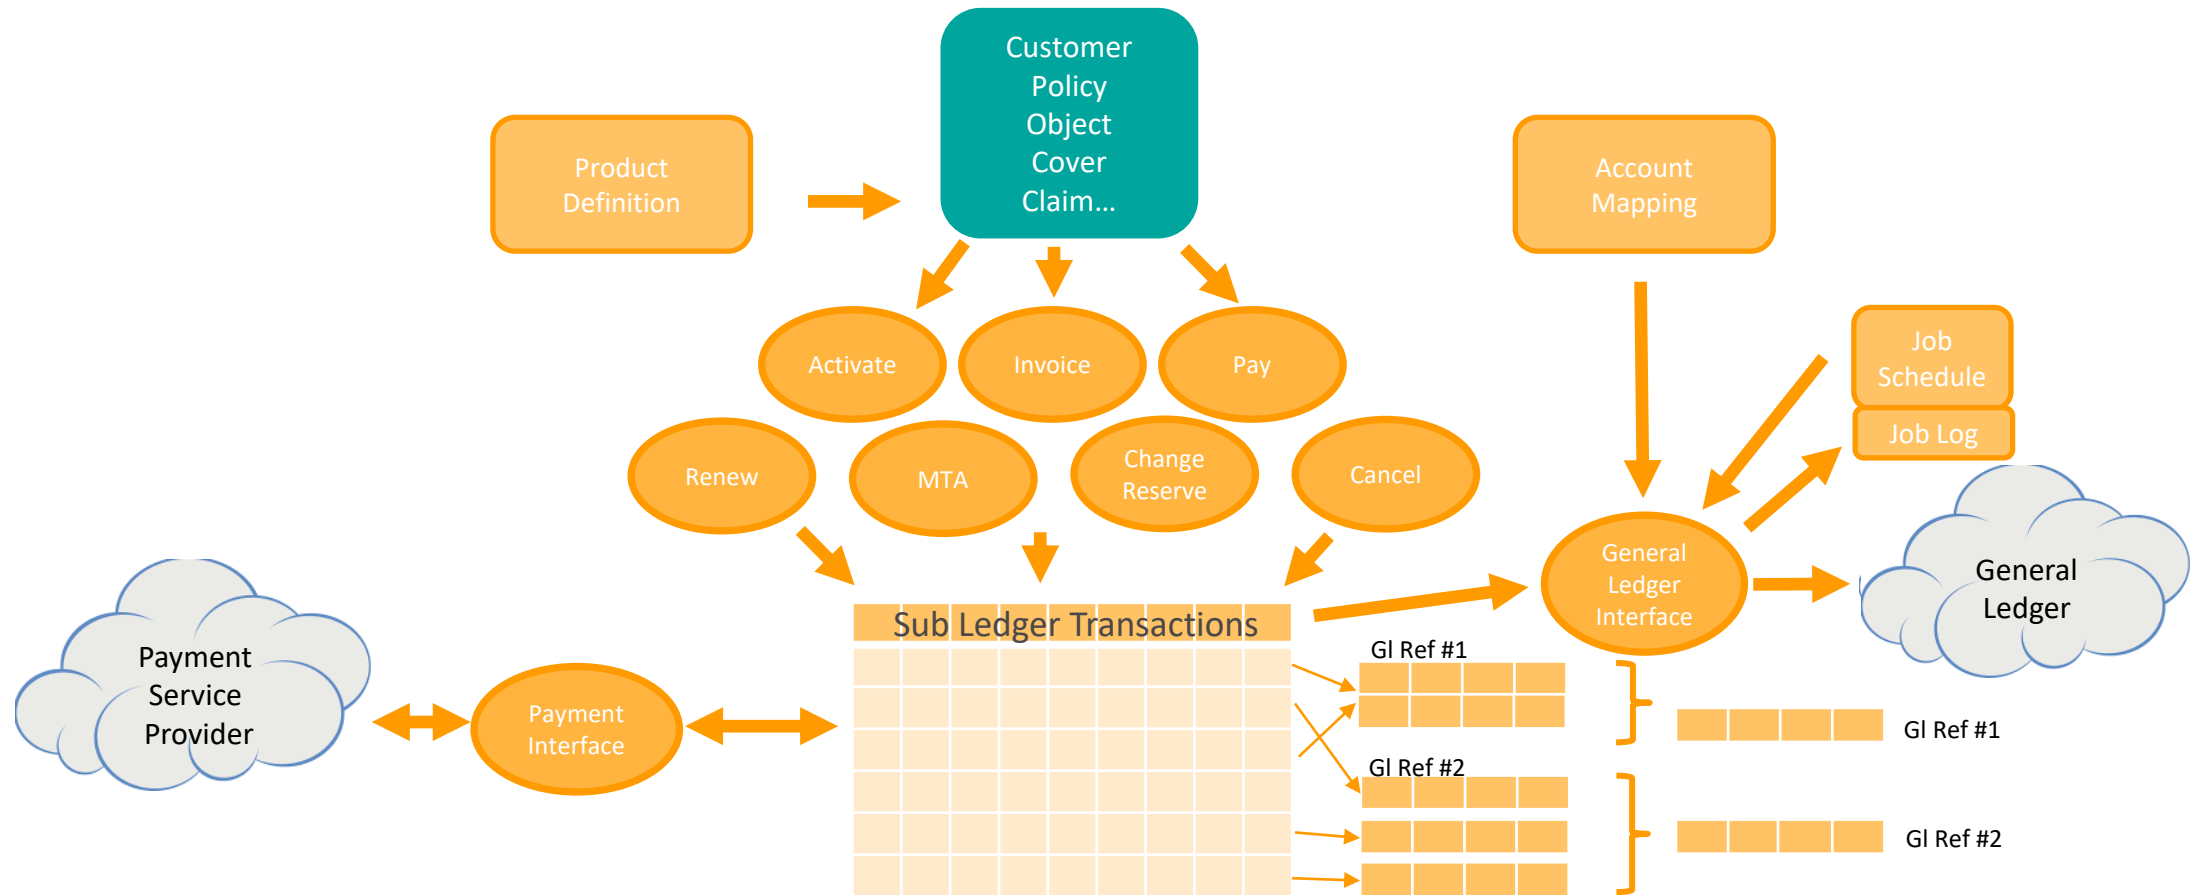 Customer
Policy
Object
Cover
Claim...
Product
Definition
Account
Mapping
Activate
Invoice
Pay
Job
Schedule
Job Log
Renew
MTA
Change
Reserve
Cancel
General
Ledger
Interface
General
Ledger
Sub Ledger Transactions
Payment
Service
Provider
Payment
Interface
Gl Ref #1
Gl Ref #1
Gl Ref #2
Gl Ref #2